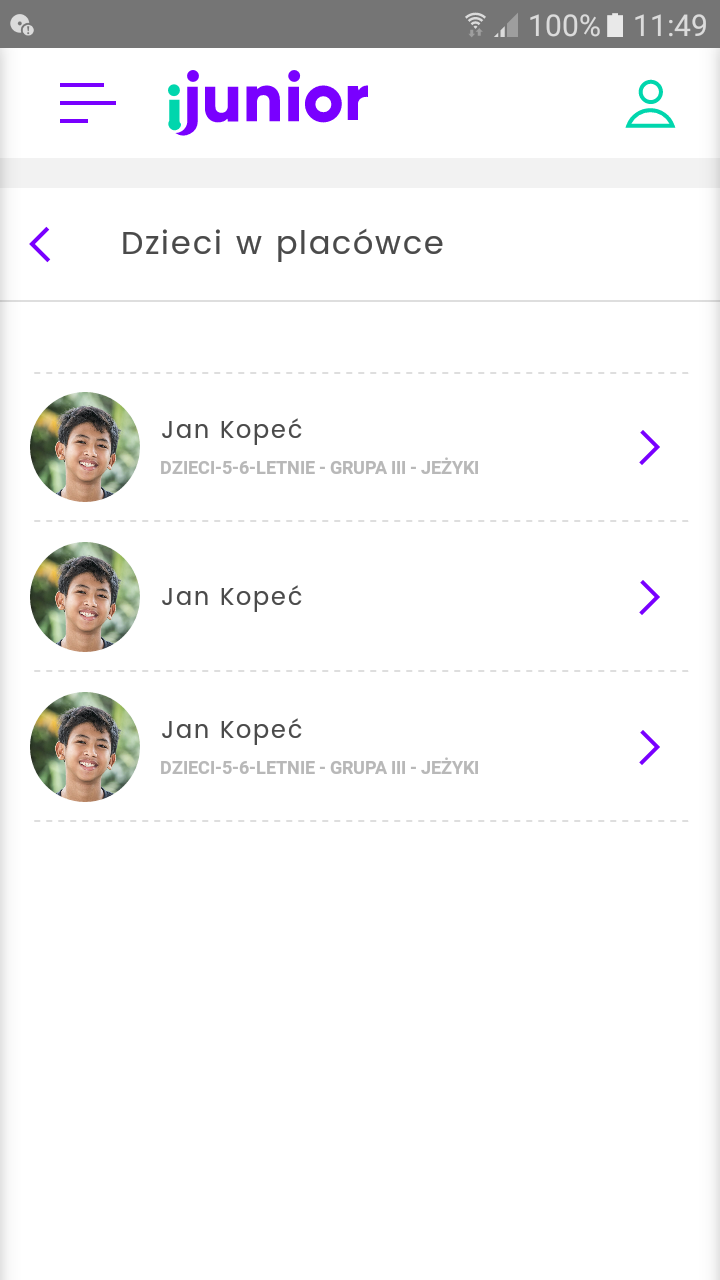 100% 11:49
ijunior
Dzieci w placówce
Jan Kopeć
DZIECI-5-6-LETNIE - GRUPA III - JEŻYKI
Jan Kopeć
Jan Kopeć
DZIECI-5-6-LETNIE - GRUPA III - JEŻYKI